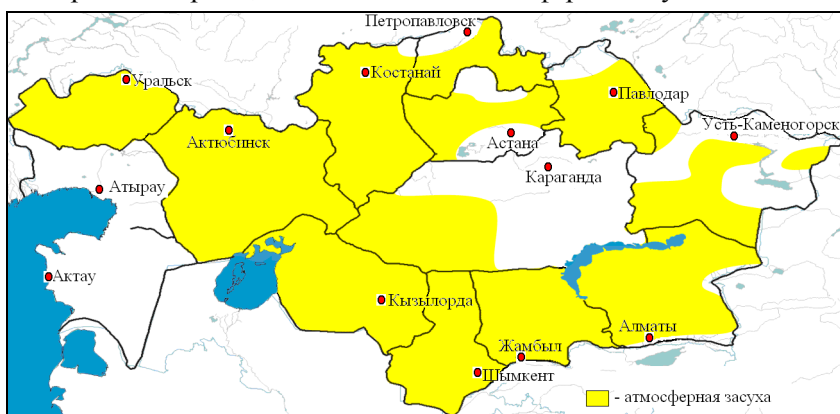 Петропавловск
Уральск
Костанай
Павлодар
Актюбинск
Астана
Усть-Каменогорск
Караганда
Атырау
Актау
Кызылорда
Алматы
Жамбыл
Шымкент
- атмосферная засуха